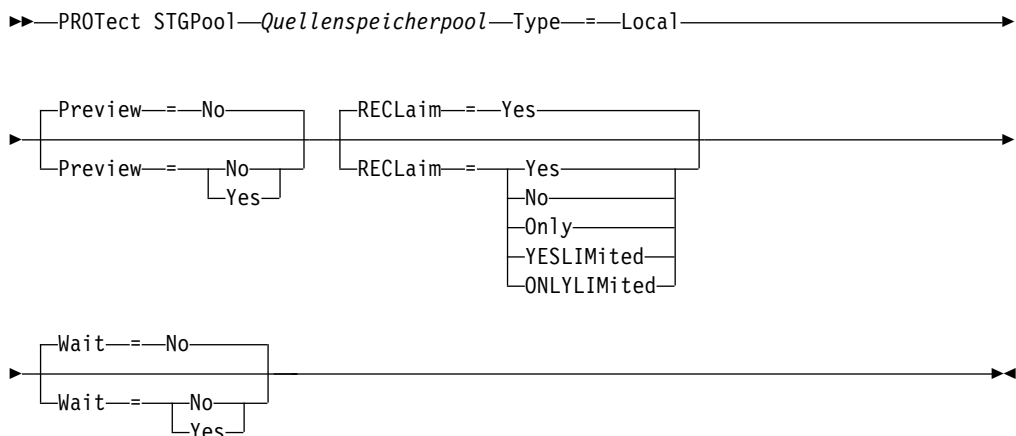 PROTect STGPool Quellenspeicherpool Type = Local
Preview = No RECLaim = Yes
Preview = No RECLaim = Yes
Yes No
Only
YESLIMited
ONLYLIMited
Wait = No
Wait = No
Yes